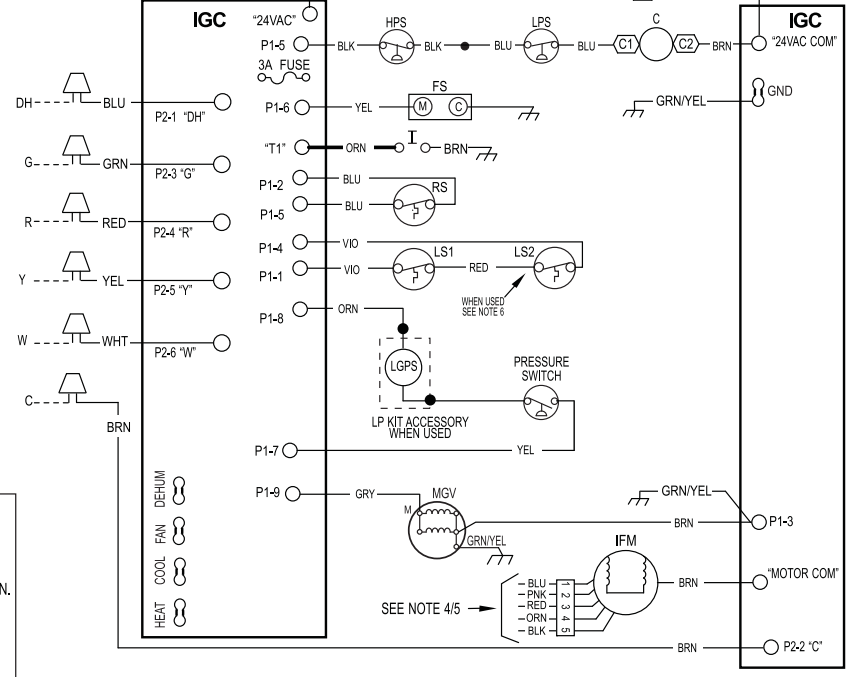 IGC
"24VAC"
HPS
LPS
C
IGC
P1-5
BLK
BLK
BLU
BLU
C1
C2
BRN
"24VAC COM"
3A FUSE
FS
GND
DH
BLU
P2-1 "DH"
P1-6
YEL
M
C
GRN/YEL
"T1"
ORN
I
BRN
G
GRN
P2-3 "G"
P1-2
BLU
RS
P1-5
BLU
R
RED
P2-4 "R"
P1-4
VIO
LS1
LS2
P1-1
VIO
RED
Y
YEL
P2-5 "Y"
WHEN USED
SEE NOTE 6
P1-8
ORN
W
WHT
P2-6 "W"
LGPS
PRESSURE
SWITCH
C
LP KIT ACCESSORY
WHEN USED
BRN
P1-7
YEL
DEHUM
P1-9
GRY
MGV
M
GRN/YEL
BRN
P1-3
FAN
GRN/YEL
IFM
COOL
"MOTOR COM"
BRN
N.
SEE NOTE 4/5
BLU 1
PNK 2
RED 3
ORN 4
BLK 5
HEAT
BRN
P2-2 "C"